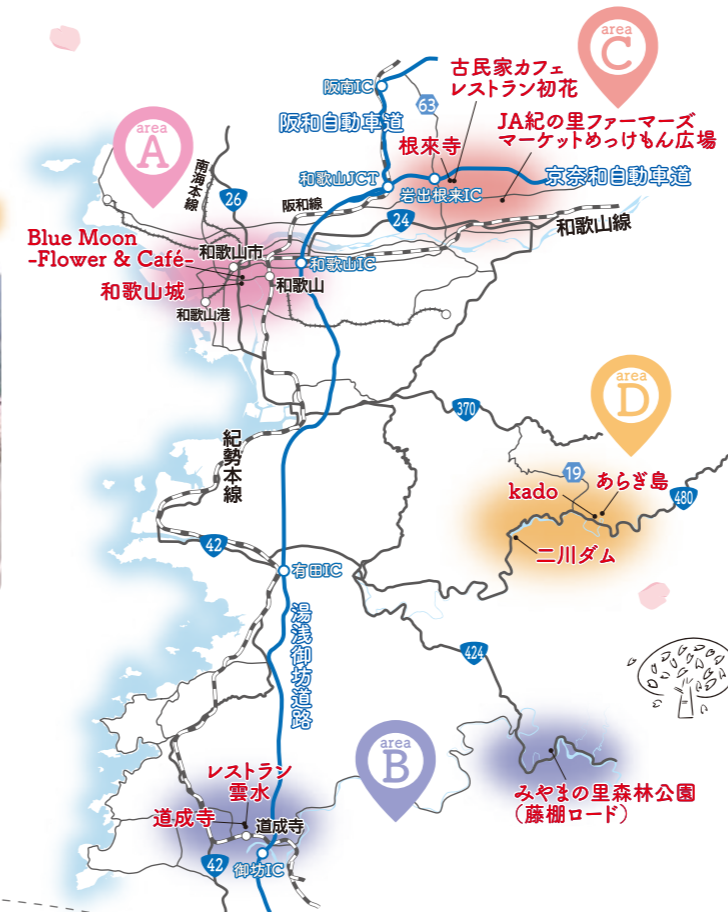 area
C
古民家カフェ
レストラン初花
阪南IC
63
阪和自動車道
JA紀の里ファーマーズ
マーケットめっけもん広場
根來寺
area
A
南海本線
和歌山JCT
京奈和自動車道
岩出根来IC
26
阪和線
24
和歌山線
Blue Moon
-Flower & Café-
和歌山市
和歌山IC
和歌山城
和歌山
和歌山港
area
D
370
紀勢本線
19
あらぎ島
kado
480
42
二川ダム
有田IC
湯浅御坊道路
424
area
B
レストラン
雲水
みやまの里森林公園
（藤棚ロード）
道成寺
道成寺
42
御坊IC